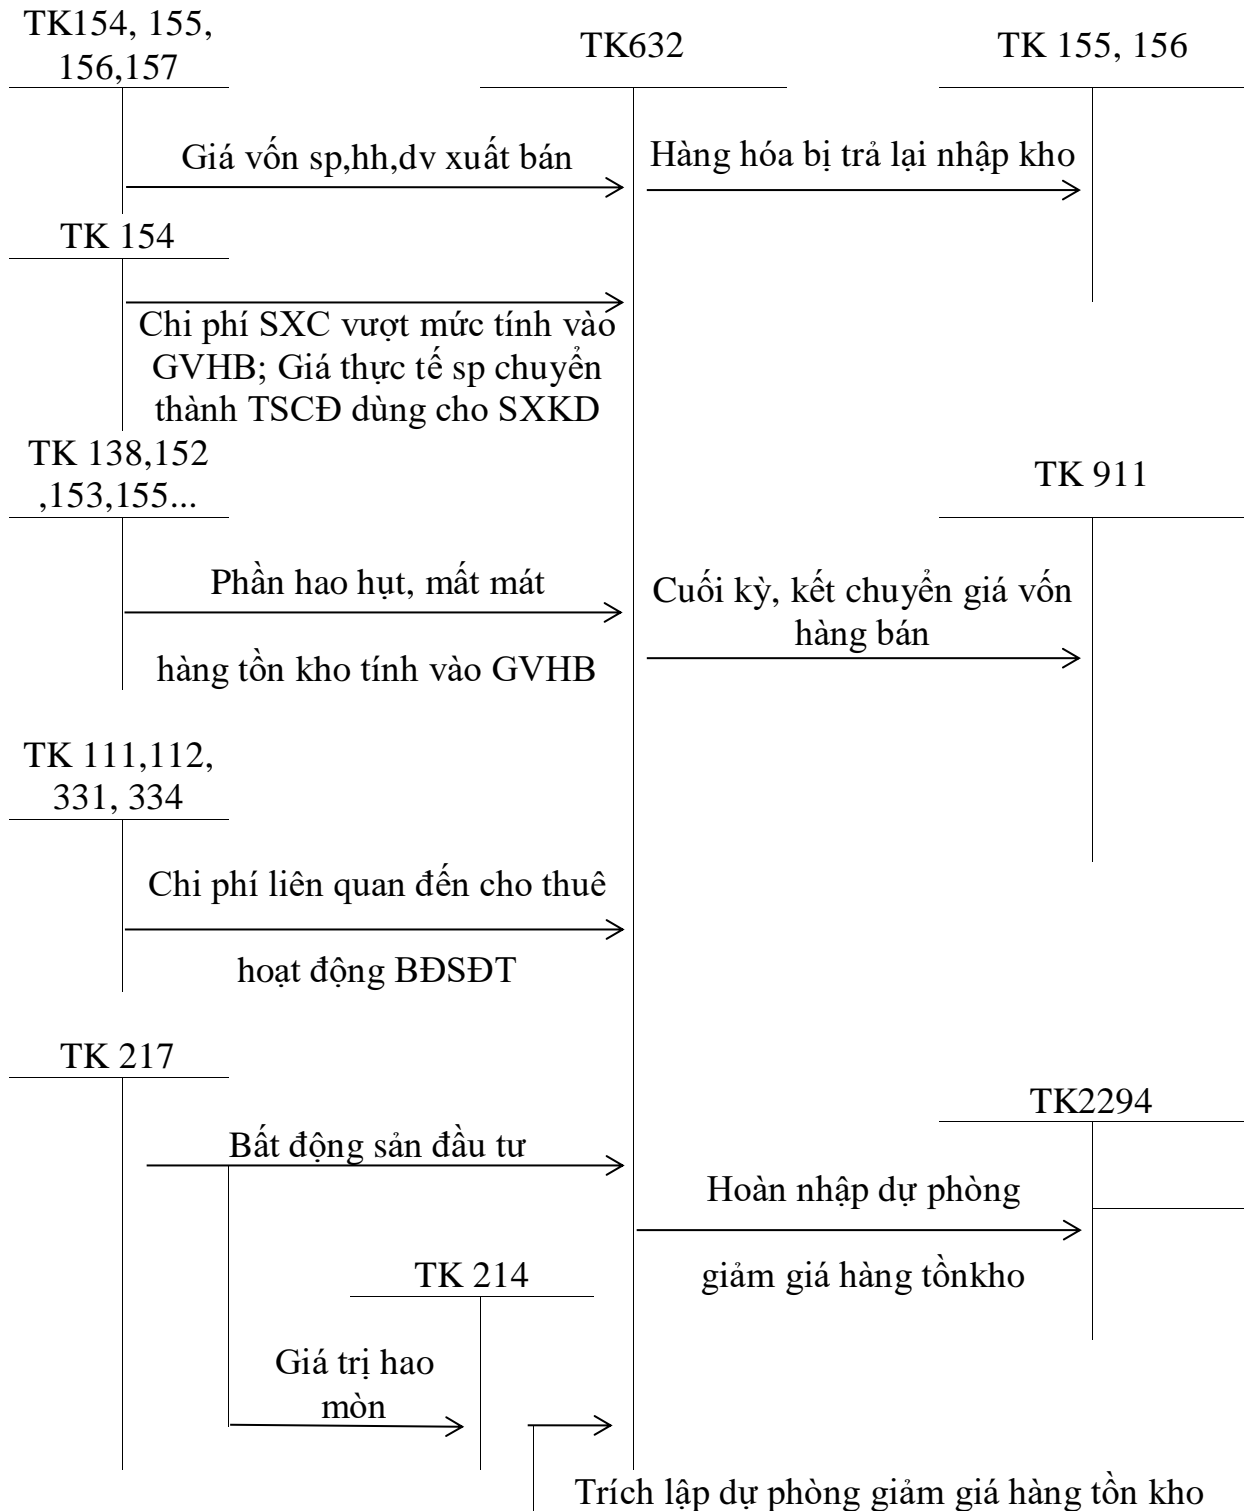 TK154, 155,
156,157
TK632
TK 155, 156
Giá vốn sp,hh,dv xuất bán
Hàng hóa bị trả lại nhập kho
TK 154
Chi phí SXC vượt mức tính vào
GVHB; Giá thực tế sp chuyển
thành TSCĐ dùng cho SXKD
TK 138,152
,153,155...
TK 911
Phần hao hụt, mất mát
hàng tồn kho tính vào GVHB
Cuối kỳ, kết chuyển giá vốn
hàng bán
TK 111,112,
331, 334
Chi phí liên quan đến cho thuê
hoạt động BĐSĐT
TK 217
TK2294
Bất động sản đầu tư
Hoàn nhập dự phòng
giảm giá hàng tồnkho
TK 214
Giá trị hao
mòn
Trích lập dự phòng giảm giá hàng tồn kho